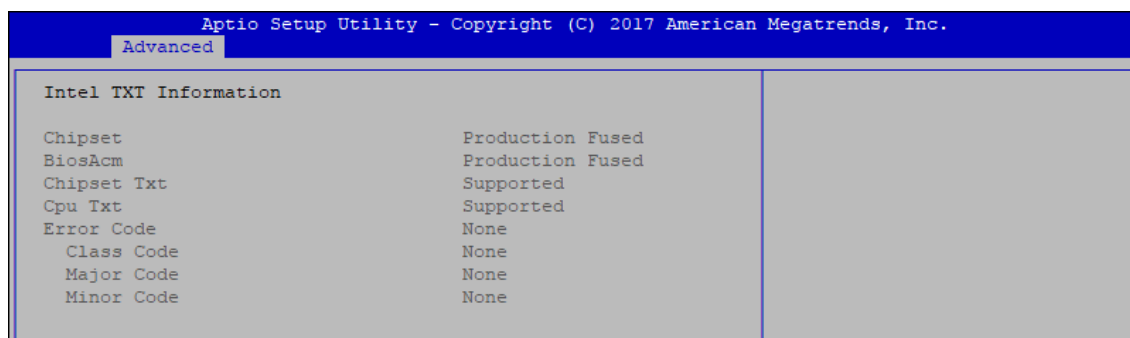 Aptio Setup Utility - Copyright (C) 2017 American Megatrends, Inc.
Advanced
Intel TXT Information
Chipset Production Fused
BiosAcm Production Fused
Chipset Txt Supported
Cpu Txt Supported
Error Code None
Class Code None
Major Code None
Minor Code None